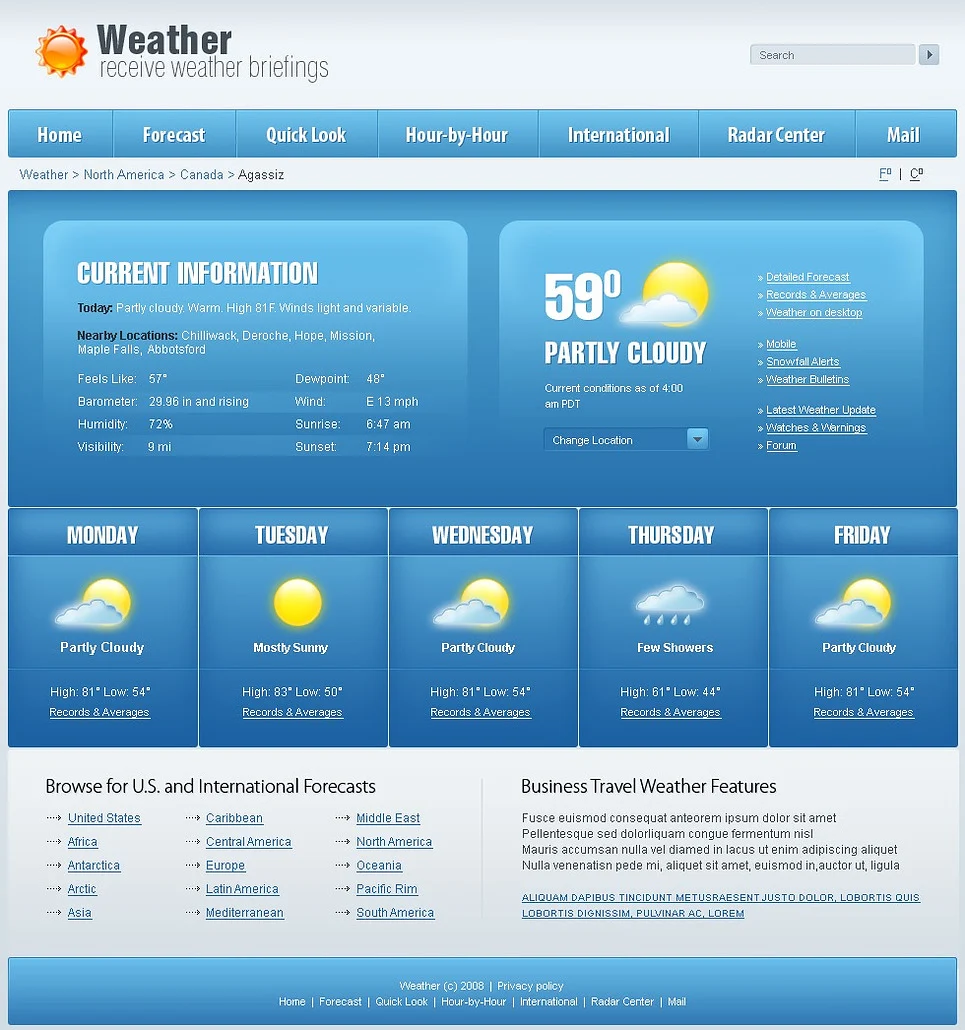 Weather
receive weather briefings
Search
Home Forecast Quick Look Hour-by-Hour International Radar Center Mail
Weather > North America > Canada > Agassiz
Fº | Cº
CURRENT INFORMATION
Today: Partly cloudy. Warm. High 81F. Winds light and variable.
Nearby Locations: Chilliwack, Deroche, Hope, Mission,
Maple Falls, Abbotsford
Feels Like: 57° Dewpoint: 48°
Barometer: 29.96 in and rising Wind: E 13 mph
Humidity: 72% Sunrise: 6:47 am
Visibility: 9 mi Sunset: 7:14 pm
59º
PARTLY CLOUDY
Current conditions as of 4:00
am PDT
Change Location
» Detailed Forecast
» Records & Averages
» Weather on desktop
» Mobile
» Snowfall Alerts
» Weather Bulletins
» Latest Weather Update
» Watches & Warnings
» Forum
MONDAY TUESDAY WEDNESDAY THURSDAY FRIDAY
Partly Cloudy Mostly Sunny Partly Cloudy Few Showers Partly Cloudy
High: 81° Low: 54° High: 83° Low: 50° High: 81° Low: 54° High: 61° Low: 44° High: 81° Low: 54°
Records & Averages Records & Averages Records & Averages Records & Averages Records & Averages
Browse for U.S. and International Forecasts
United States Caribbean Middle East
Africa Central America North America
Antarctica Europe Oceania
Arctic Latin America Pacific Rim
Asia Mediterranean South America
Business Travel Weather Features
Fusce euismod consequat anteorem ipsum dolor sit amet
Pellentesque sed dolorliquam congue fermentum nisl
Mauris accumsan nulla vel diamed in lacus ut enim adipiscing aliquet
Nulla venenatisn pede mi, aliquet sit amet, euismod in,auctor ut, ligula
ALIQUAM DAPIBUS TINCIDUNT METUSRAESENT JUSTO DOLOR, LOBORTIS QUIS
LOBORTIS DIGNISSIM, PULVINAR AC, LOREM
Weather (c) 2008 | Privacy policy
Home | Forecast | Quick Look | Hour-by-Hour | International | Radar Center | Mail